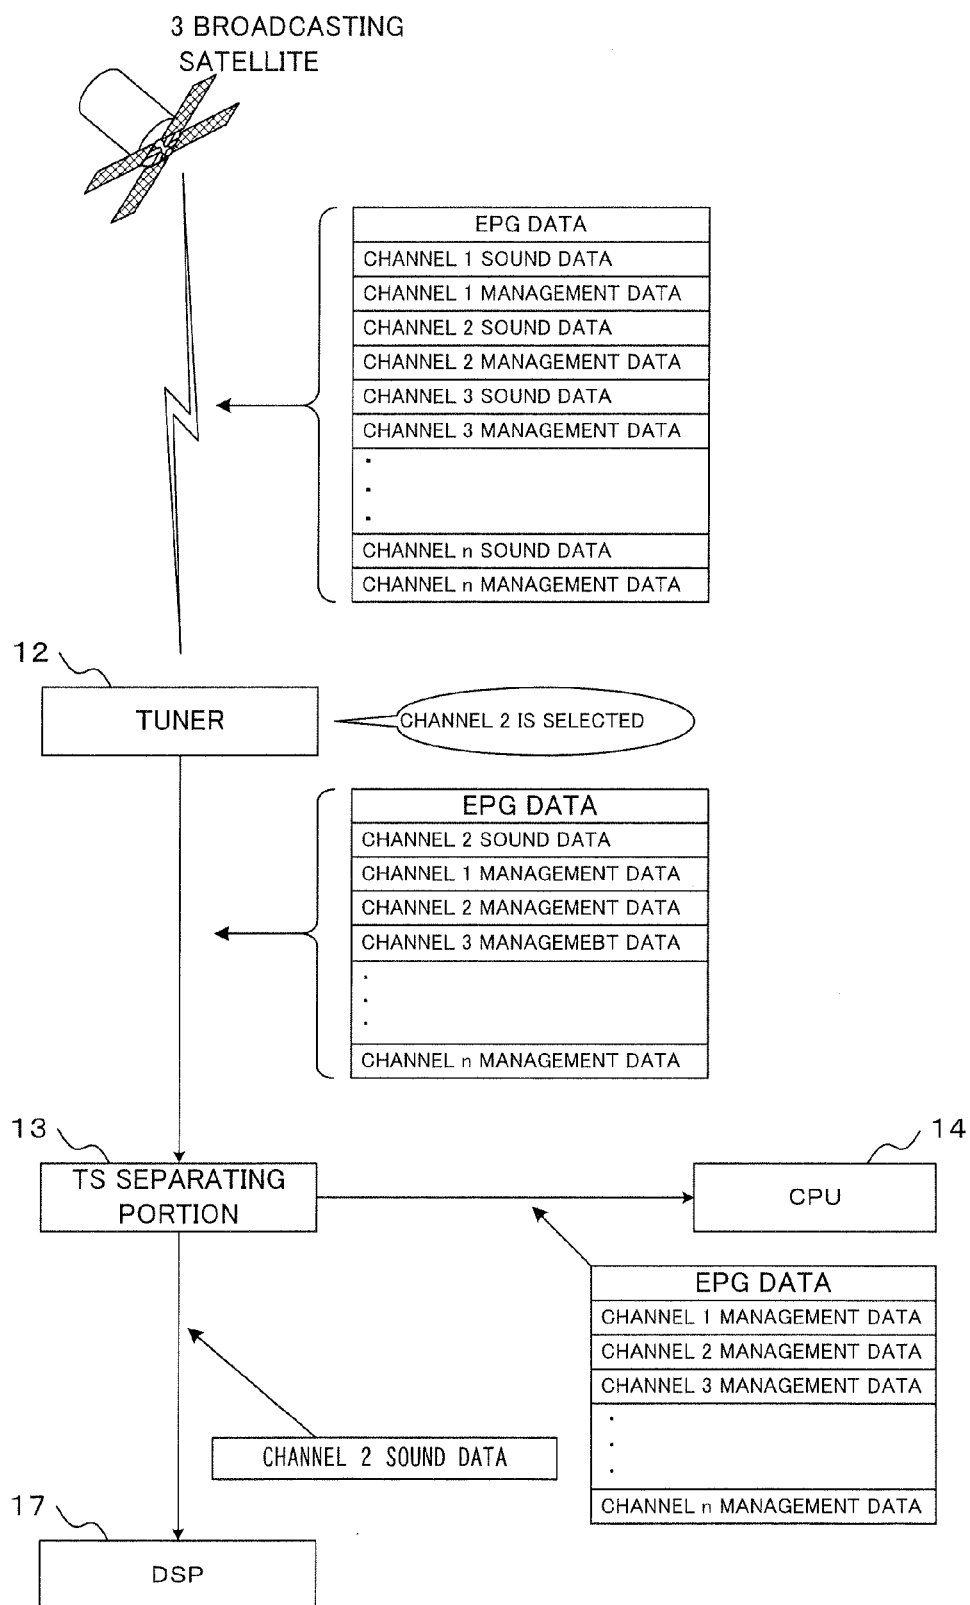 3 BROADCASTING
SATELLITE
EPG DATA
CHANNEL 1 SOUND DATA
CHANNEL 1 MANAGEMENT DATA
CHANNEL 2 SOUND DATA
CHANNEL 2 MANAGEMENT DATA
CHANNEL 3 SOUND DATA
CHANNEL 3 MANAGEMENT DATA
CHANNEL n SOUND DATA
CHANNEL n MANAGEMENT DATA
12
TUNER
CHANNEL 2 IS SELECTED
EPG DATA
CHANNEL 2 SOUND DATA
CHANNEL 1 MANAGEMENT DATA
CHANNEL 2 MANAGEMENT DATA
CHANNEL 3 MANAGEMEBT DATA
CHANNEL n MANAGEMENT DATA
13
TS SEPARATING
PORTION
14
CPU
EPG DATA
CHANNEL 1 MANAGEMENT DATA
CHANNEL 2 MANAGEMENT DATA
CHANNEL 3 MANAGEMENT DATA
CHANNEL n MANAGEMENT DATA
CHANNEL 2 SOUND DATA
17
DSP